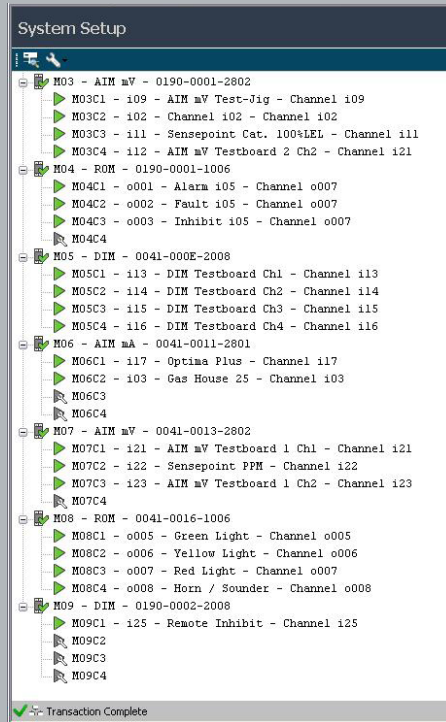 System Setup
M03 - AIM mV - 0190-0001-2802
M03C1 - i09 - AIM mV Test-Jig - Channel i09
M03C2 - i02 - Channel i02 - Channel i02
M03C3 - i11 - Sensepoint Cat. 100%LEL - Channel i11
M03C4 - i12 - AIM mV Testboard 2 Ch2 - Channel i21
M04 - ROM - 0190-0001-1006
M04C1 - o001 - Alarm i05 - Channel o007
M04C2 - o002 - Fault i05 - Channel o007
M04C3 - o003 - Inhibit i05 - Channel o007
M04C4
M05 - DIM - 0041-000E-2008
M05C1 - i13 - DIM Testboard Ch1 - Channel i13
M05C2 - i14 - DIM Testboard Ch2 - Channel i14
M05C3 - i15 - DIM Testboard Ch3 - Channel i15
M05C4 - i16 - DIM Testboard Ch4 - Channel i16
M06 - AIM mA - 0041-0011-2801
M06C1 - i17 - Optima Plus - Channel i17
M06C2 - i03 - Gas House 25 - Channel i03
M06C3
M06C4
M07 - AIM mV - 0041-0013-2802
M07C1 - i21 - AIM mV Testboard 1 Ch1 - Channel i21
M07C2 - i22 - Sensepoint PPM - Channel i22
M07C3 - i23 - AIM mV Testboard 1 Ch2 - Channel i23
M07C4
M08 - ROM - 0041-0016-1006
M08C1 - o005 - Green Light - Channel o005
M08C2 - o006 - Yellow Light - Channel o006
M08C3 - o007 - Red Light - Channel o007
M08C4 - o008 - Horn / Sounder - Channel o008
M09 - DIM - 0190-0002-2008
M09C1 - i25 - Remote Inhibit - Channel i25
M09C2
M09C3
M09C4
Transaction Complete